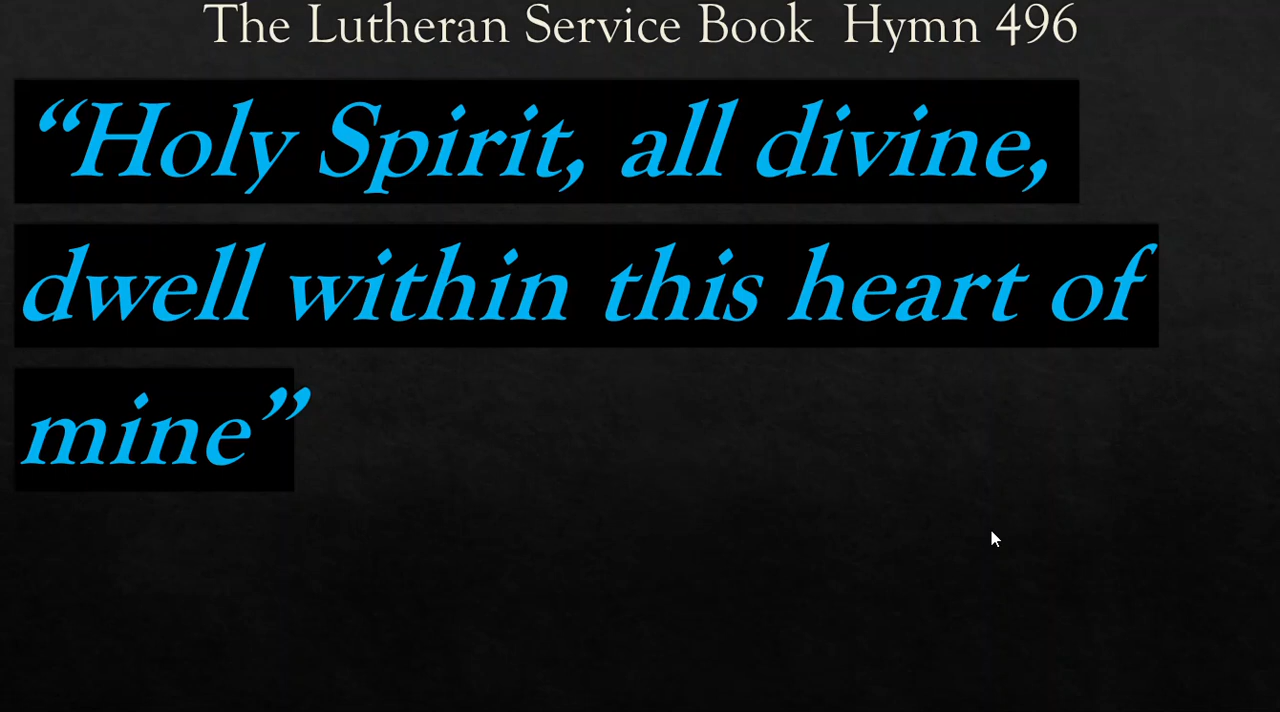 The Lutheran Service Book  Hymn 496
“Holy Spirit, all divine,
dwell within this heart of
mine”